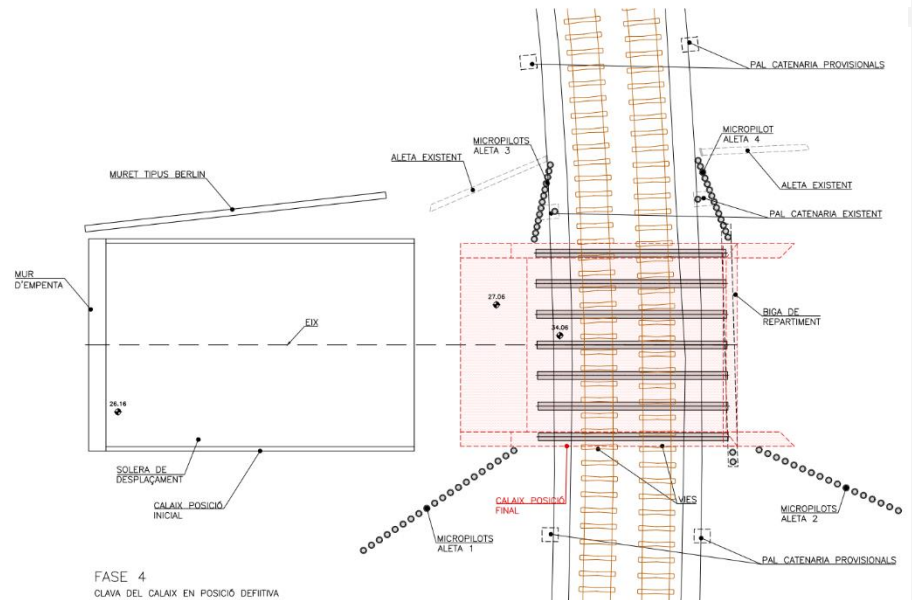 PAL CATENARIA PROVISIONALS
MICROPILOTS
ALETA 3
MICROPILOT
ALETA 4
ALETA EXISTENT
MURET TIPUS BERLIN
ALETA EXISTENT
PAL CATENARIA EXISTENT
MUR
D'EMPENTA
27.06
BIGA DE
REPARTIMENT
EIX
34.06
26.16
SOLERA DE
DESPLAÇAMENT
CALAIX POSICIÓ
INICIAL
CALAIX POSICIÓ
FINAL
VIES
MICROPILOTS
ALETA 2
MICROPILOTS
ALETA 1
PAL CATENARIA PROVISIONALS
FASE 4
CLAVA DEL CALAIX EN POSICIÓ DEFIITIVA